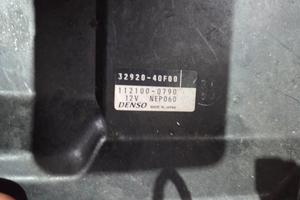 32920-40F00
112100-0790
12V NEP060
DENSO MADE IN JAPAN